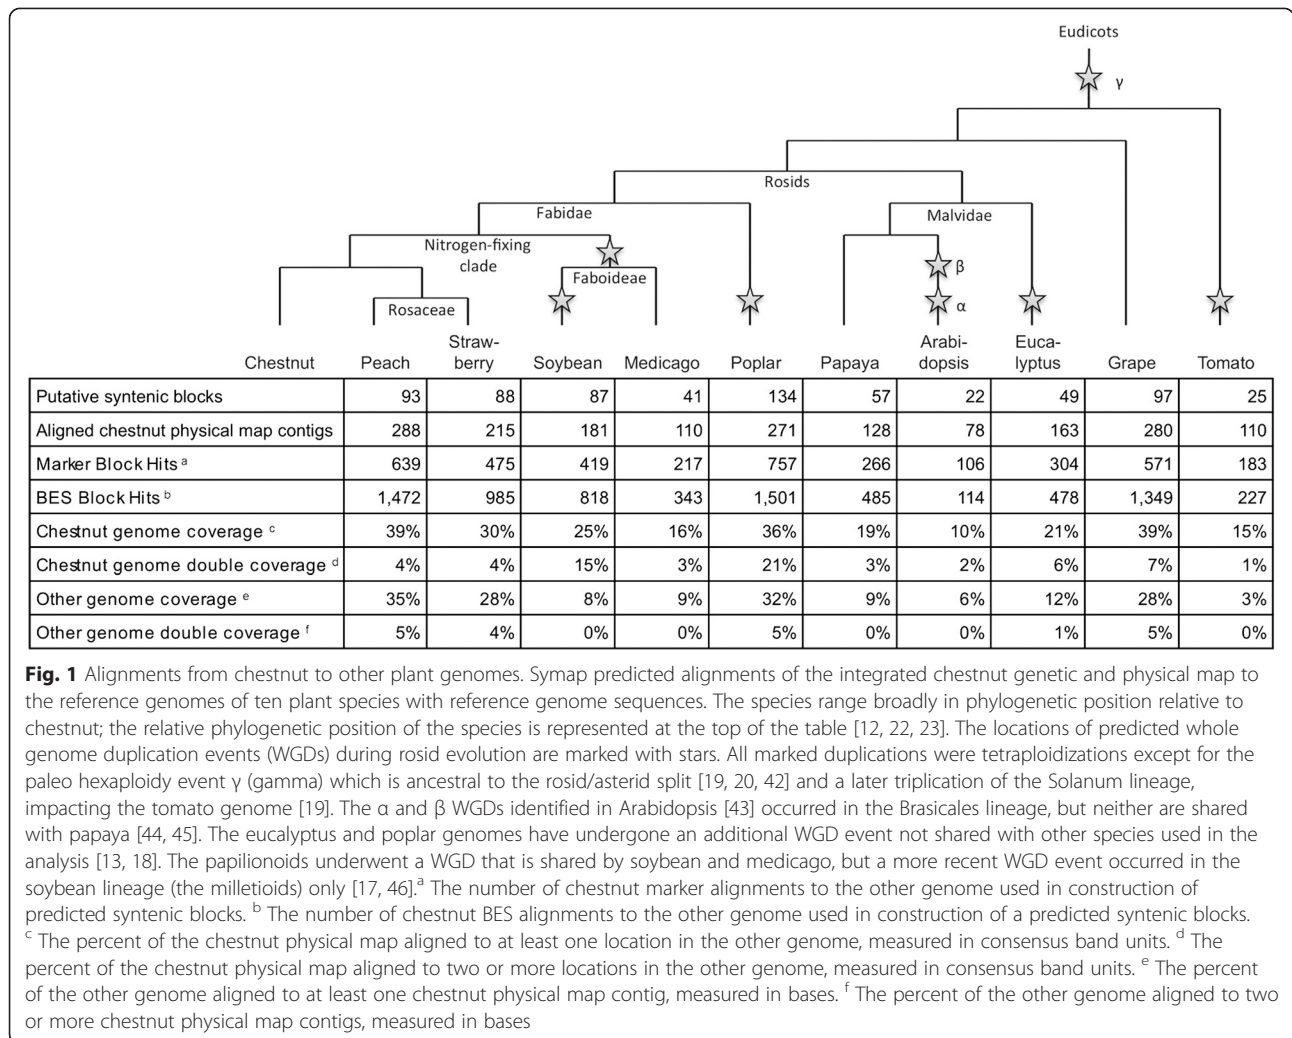 Eudicots
γ
Rosids
Fabidae
Malvidae
Nitrogen-fixing
clade
β
Faboideae
Rosaceae
α
Chestnut
Peach
Straw-
berry
Soybean
Medicago
Poplar
Papaya
Arabi-
dopsis
Euca-
lyptus
Grape
Tomato
Putative syntenic blocks 93 88 87 41 134 57 22 49 97 25
Aligned chestnut physical map contigs 288 215 181 110 271 128 78 163 280 110
Marker Block Hits a 639 475 419 217 757 266 106 304 571 183
BES Block Hits b 1,472 985 818 343 1,501 485 114 478 1,349 227
Chestnut genome coverage c 39% 30% 25% 16% 36% 19% 10% 21% 39% 15%
Chestnut genome double coverage d 4% 4% 15% 3% 21% 3% 2% 6% 7% 1%
Other genome coverage e 35% 28% 8% 9% 32% 9% 6% 12% 28% 3%
Other genome double coverage f 5% 4% 0% 0% 5% 0% 0% 1% 5% 0%
Fig. 1 Alignments from chestnut to other plant genomes. Symap predicted alignments of the integrated chestnut genetic and physical map to
the reference genomes of ten plant species with reference genome sequences. The species range broadly in phylogenetic position relative to
chestnut; the relative phylogenetic position of the species is represented at the top of the table [12, 22, 23]. The locations of predicted whole
genome duplication events (WGDs) during rosid evolution are marked with stars. All marked duplications were tetraploidizations except for the
paleo hexaploidy event γ (gamma) which is ancestral to the rosid/asterid split [19, 20, 42] and a later triplication of the Solanum lineage,
impacting the tomato genome [19]. The α and β WGDs identified in Arabidopsis [43] occurred in the Brasicales lineage, but neither are shared
with papaya [44, 45]. The eucalyptus and poplar genomes have undergone an additional WGD event not shared with other species used in the
analysis [13, 18]. The papilionoids underwent a WGD that is shared by soybean and medicago, but a more recent WGD event occurred in the
soybean lineage (the milletioids) only [17, 46].a The number of chestnut marker alignments to the other genome used in construction of
predicted syntenic blocks. b The number of chestnut BES alignments to the other genome used in construction of a predicted syntenic blocks.
c The percent of the chestnut physical map aligned to at least one location in the other genome, measured in consensus band units. d The
percent of the chestnut physical map aligned to two or more locations in the other genome, measured in consensus band units. e The percent
of the other genome aligned to at least one chestnut physical map contig, measured in bases. f The percent of the other genome aligned to two
or more chestnut physical map contigs, measured in bases